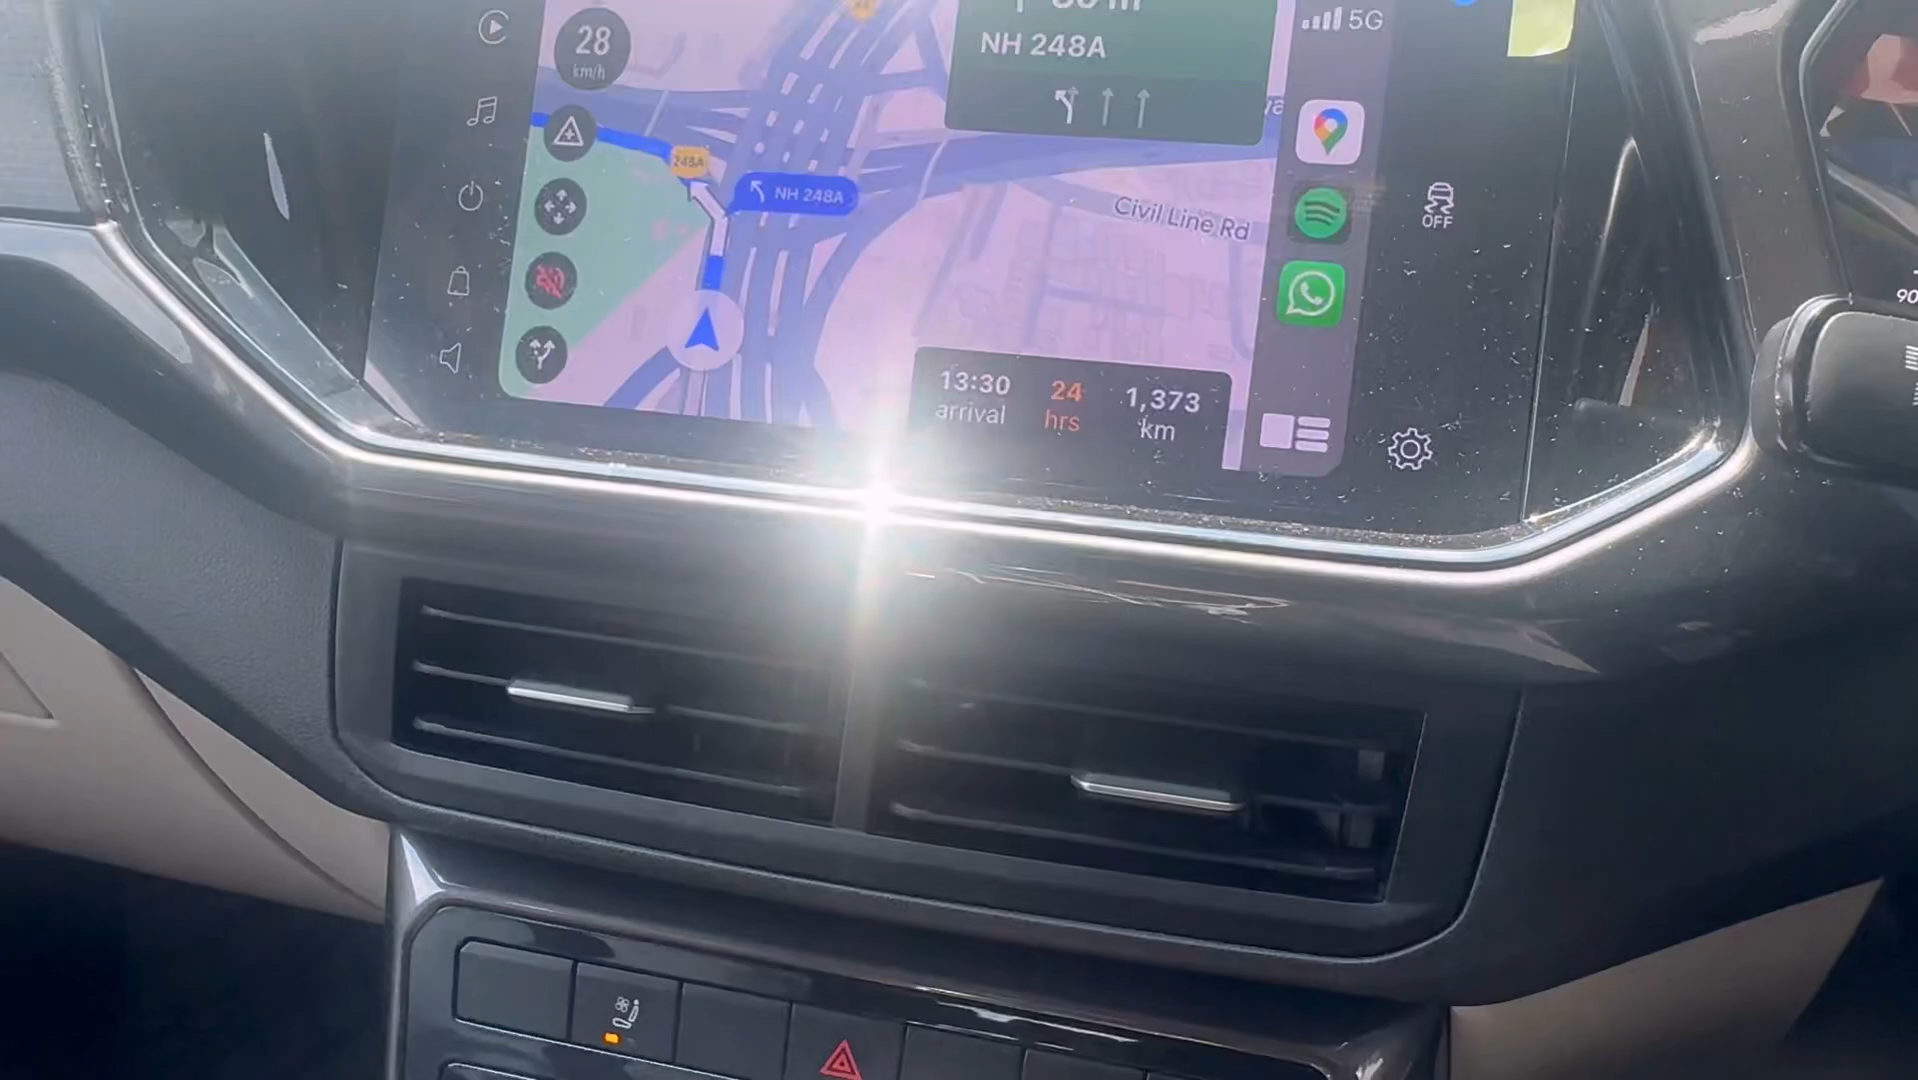 28
km/h
NH 248A
5G
248A
NH 248A
Civil Line Rd
OFF
13:30
arrival
24
hrs
1,373
km
90